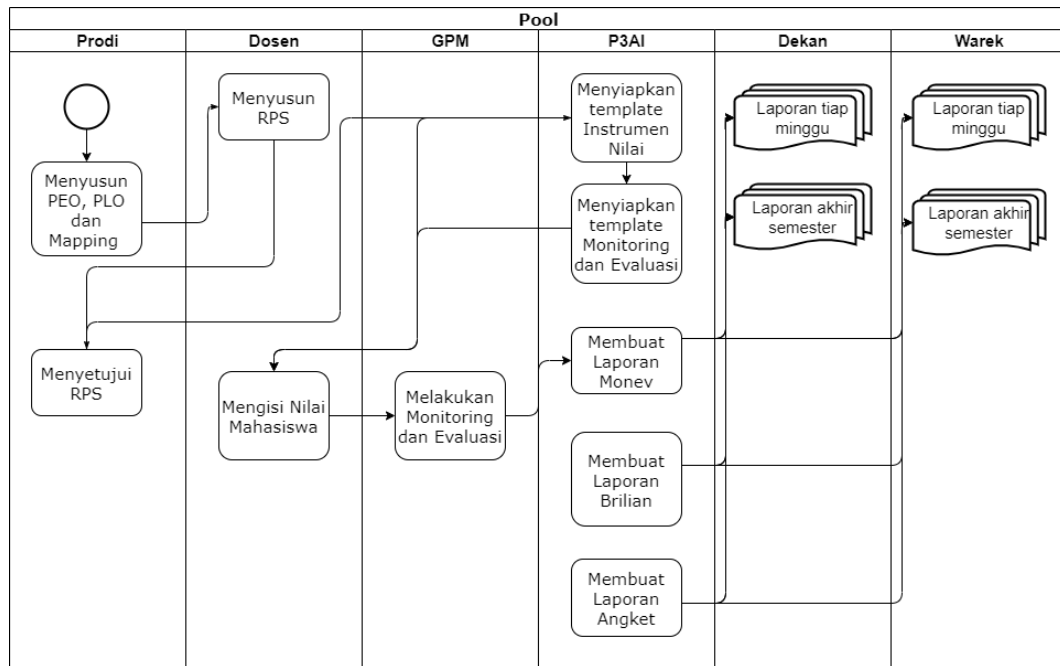 Pool
Prodi
Dosen
GPM
P3AI
Dekan
Warek
Menyusun
PEO, PLO
dan
Mapping
Menyetujui
RPS
Menyusun
RPS
Mengisi Nilai
Mahasiswa
Melakukan
Monitoring
dan Evaluasi
Menyiapkan
template
Instrumen
Nilai
Menyiapkan
template
Monitoring
dan Evaluasi
Membuat
Laporan
Monev
Membuat
Laporan
Brilian
Membuat
Laporan
Angket
Laporan tiap
minggu
Laporan akhir
semester
Laporan tiap
minggu
Laporan akhir
semester